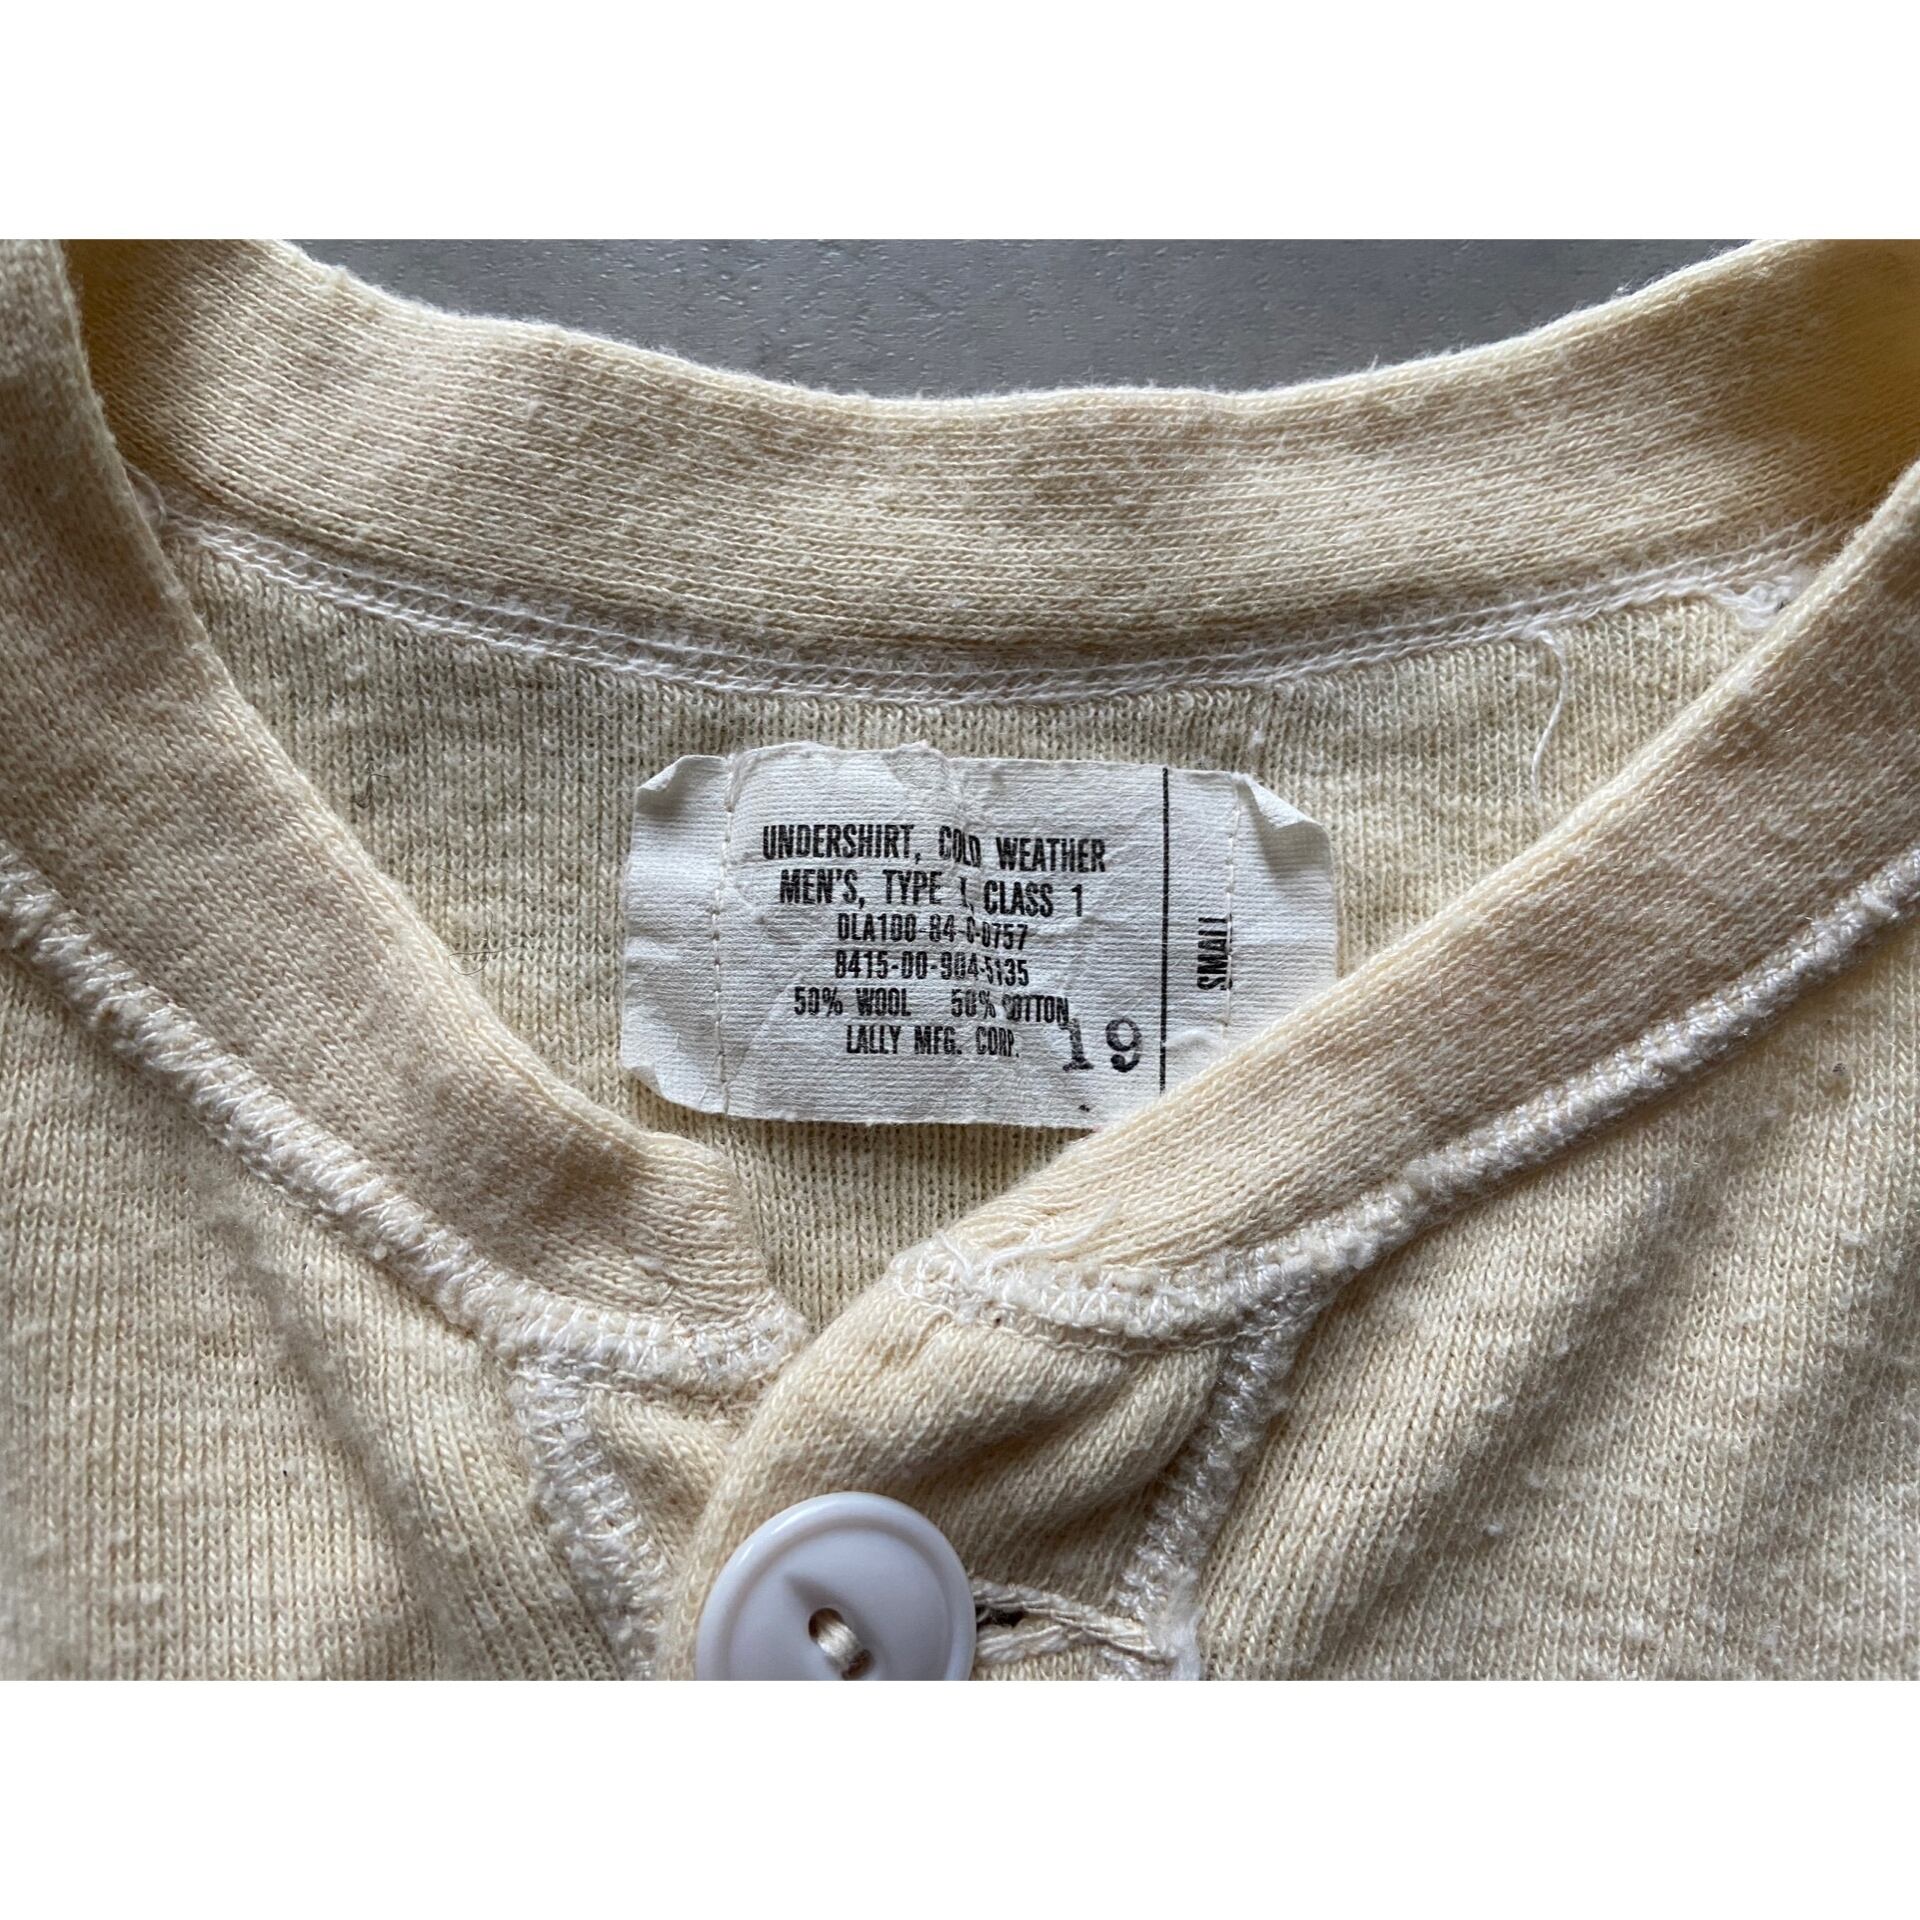 UNDERSHIRT, COLD WEATHER
MEN'S, TYPE I, CLASS 1
DLA100-84-C-0757
8415-00-904-5135
50% WOOL 50% COTTON
LALLY MFG. CORP.
19
SMALL